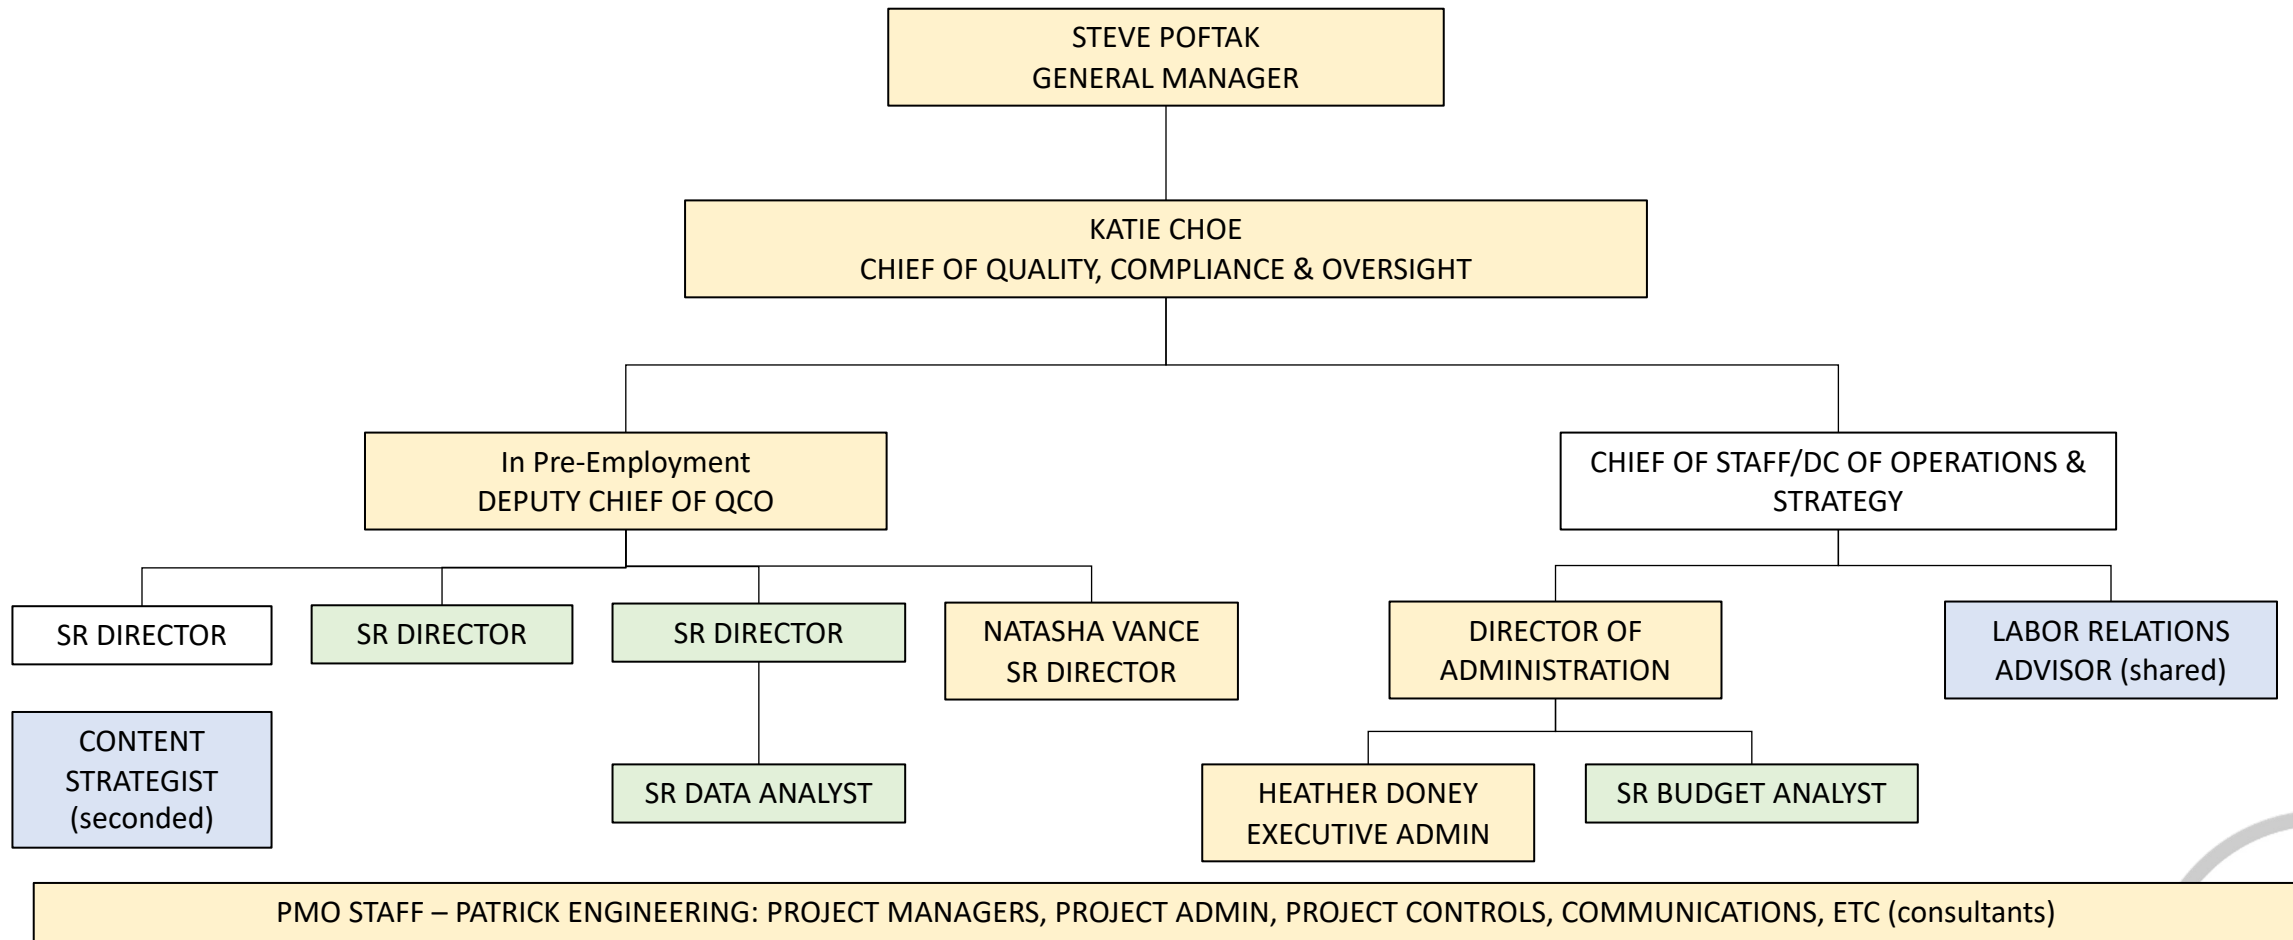 STEVE POFTAK
GENERAL MANAGER
KATIE CHOE
CHIEF OF QUALITY, COMPLIANCE & OVERSIGHT
In Pre-Employment
DEPUTY CHIEF OF QCO
CHIEF OF STAFF/DC OF OPERATIONS &
STRATEGY
SR DIRECTOR
SR DIRECTOR
SR DIRECTOR
NATASHA VANCE
SR DIRECTOR
DIRECTOR OF
ADMINISTRATION
LABOR RELATIONS
ADVISOR (shared)
CONTENT
STRATEGIST
(seconded)
SR DATA ANALYST
HEATHER DONEY
EXECUTIVE ADMIN
SR BUDGET ANALYST
PMO STAFF – PATRICK ENGINEERING: PROJECT MANAGERS, PROJECT ADMIN, PROJECT CONTROLS, COMMUNICATIONS, ETC (consultants)